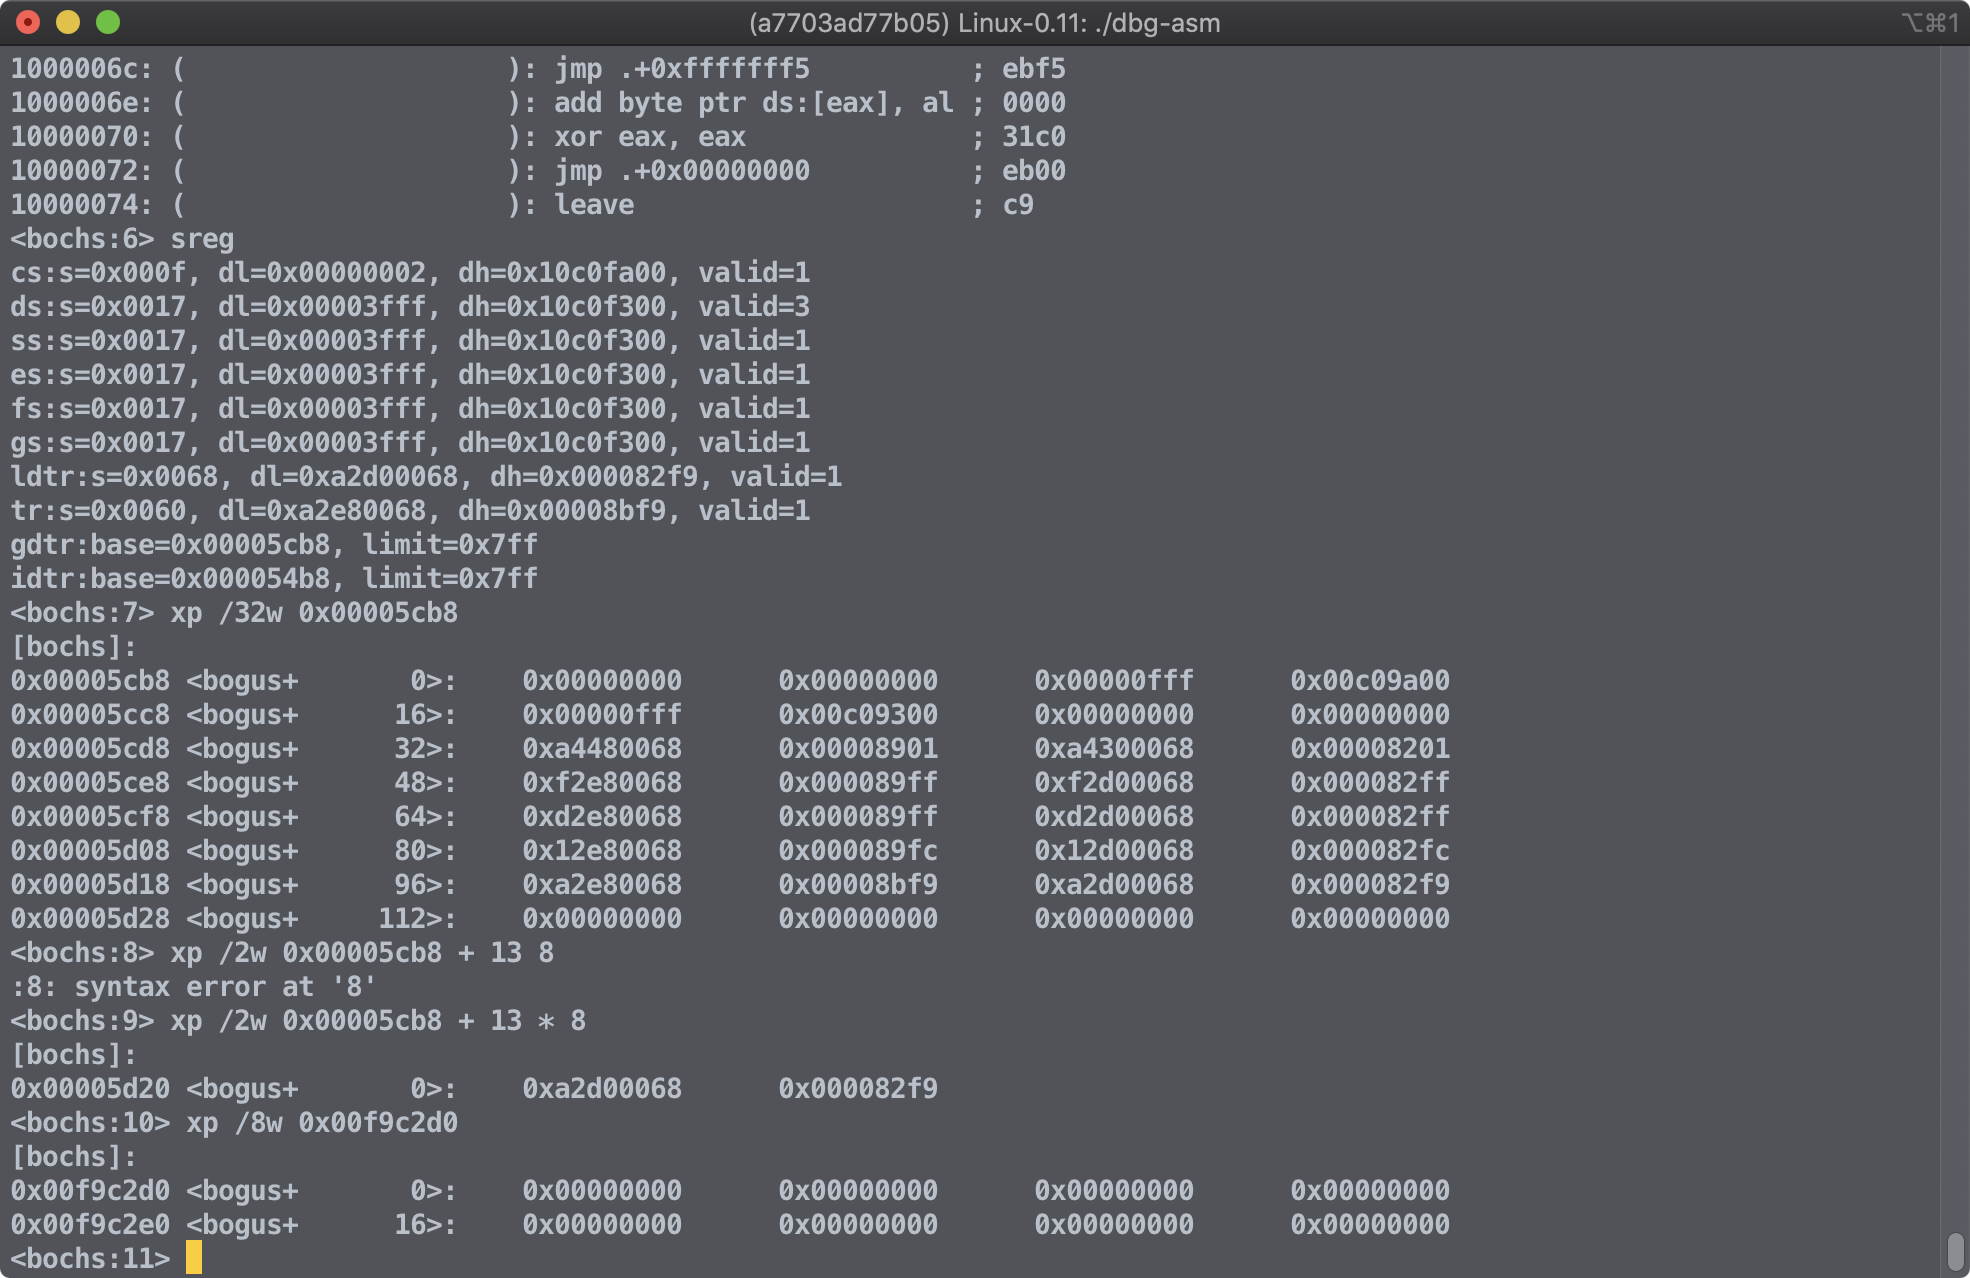 (a7703ad77b05) Linux-0.11: ./dbg-asm ⌥⌘1
1000006c: (                    ): jmp .+0xfffffff5          ; ebf5
1000006e: (                    ): add byte ptr ds:[eax], al ; 0000
10000070: (                    ): xor eax, eax              ; 31c0
10000072: (                    ): jmp .+0x00000000          ; eb00
10000074: (                    ): leave                     ; c9
<bochs:6> sreg
cs:s=0x000f, dl=0x00000002, dh=0x10c0fa00, valid=1
ds:s=0x0017, dl=0x00003fff, dh=0x10c0f300, valid=3
ss:s=0x0017, dl=0x00003fff, dh=0x10c0f300, valid=1
es:s=0x0017, dl=0x00003fff, dh=0x10c0f300, valid=1
fs:s=0x0017, dl=0x00003fff, dh=0x10c0f300, valid=1
gs:s=0x0017, dl=0x00003fff, dh=0x10c0f300, valid=1
ldtr:s=0x0068, dl=0xa2d00068, dh=0x000082f9, valid=1
tr:s=0x0060, dl=0xa2e80068, dh=0x00008bf9, valid=1
gdtr:base=0x00005cb8, limit=0x7ff
idtr:base=0x000054b8, limit=0x7ff
<bochs:7> xp /32w 0x00005cb8
[bochs]:
0x00005cb8 <bogus+       0>:    0x00000000      0x00000000      0x00000fff      0x00c09a00
0x00005cc8 <bogus+      16>:    0x00000fff      0x00c09300      0x00000000      0x00000000
0x00005cd8 <bogus+      32>:    0xa4480068      0x00008901      0xa4300068      0x00008201
0x00005ce8 <bogus+      48>:    0xf2e80068      0x000089ff      0xf2d00068      0x000082ff
0x00005cf8 <bogus+      64>:    0xd2e80068      0x000089ff      0xd2d00068      0x000082ff
0x00005d08 <bogus+      80>:    0x12e80068      0x000089fc      0x12d00068      0x000082fc
0x00005d18 <bogus+      96>:    0xa2e80068      0x00008bf9      0xa2d00068      0x000082f9
0x00005d28 <bogus+     112>:    0x00000000      0x00000000      0x00000000      0x00000000
<bochs:8> xp /2w 0x00005cb8 + 13 8
:8: syntax error at '8'
<bochs:9> xp /2w 0x00005cb8 + 13 * 8
[bochs]:
0x00005d20 <bogus+       0>:    0xa2d00068      0x000082f9
<bochs:10> xp /8w 0x00f9c2d0
[bochs]:
0x00f9c2d0 <bogus+       0>:    0x00000000      0x00000000      0x00000000      0x00000000
0x00f9c2e0 <bogus+      16>:    0x00000000      0x00000000      0x00000000      0x00000000
<bochs:11>